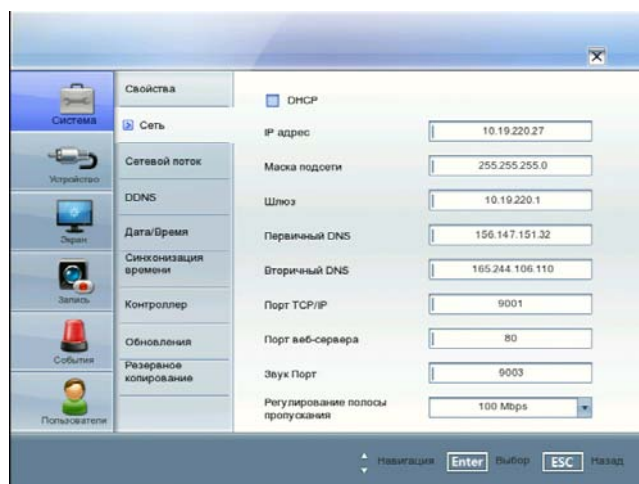 Система
Устройство
Экран
Запись
События
Пользователи
Свойства
Сеть
Сетевой поток
DDNS
Дата/Время
Синхонизация
времени
Контроллер
Обновления
Резервное
копирование
DHCP
IP адрес 10.19.220.27
Маска подсети 255.255.255.0
Шлюз 10.19.220.1
Первичный DNS 156.147.151.32
Вторичный DNS 165.244.106.110
Порт TCP/IP 9001
Порт веб-сервера 80
Звук Порт 9003
Регулирование полосы
пропускания 100 Mbps
Навигация Enter Выбор ESC Назад